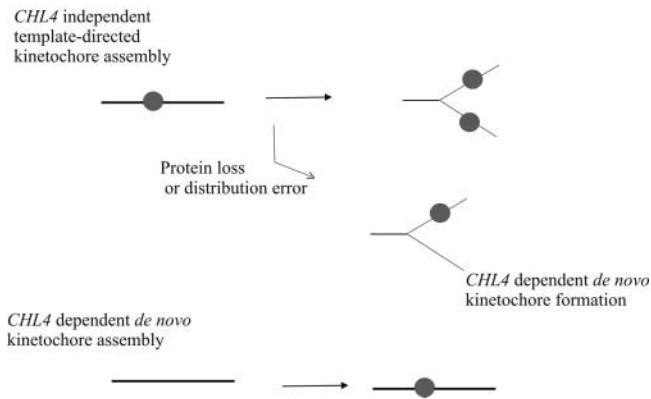 CHL4 independent
template-directed
kinetochore assembly
Protein loss
or distribution error
CHL4 dependent de novo
kinetochore formation
CHL4 dependent de novo
kinetochore assembly